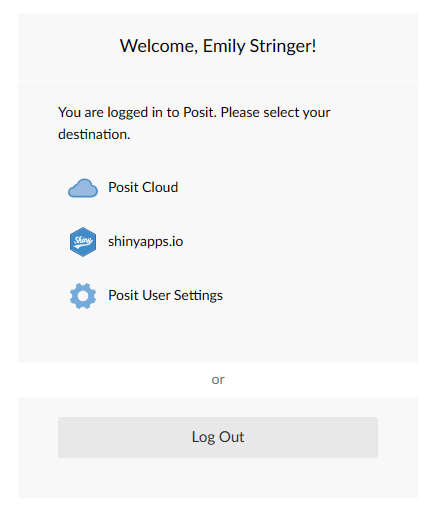 Welcome, Emily Stringer!
You are logged in to Posit. Please select your
destination.
Posit Cloud
Shiny
shinyapps.io
Posit User Settings
or
Log Out